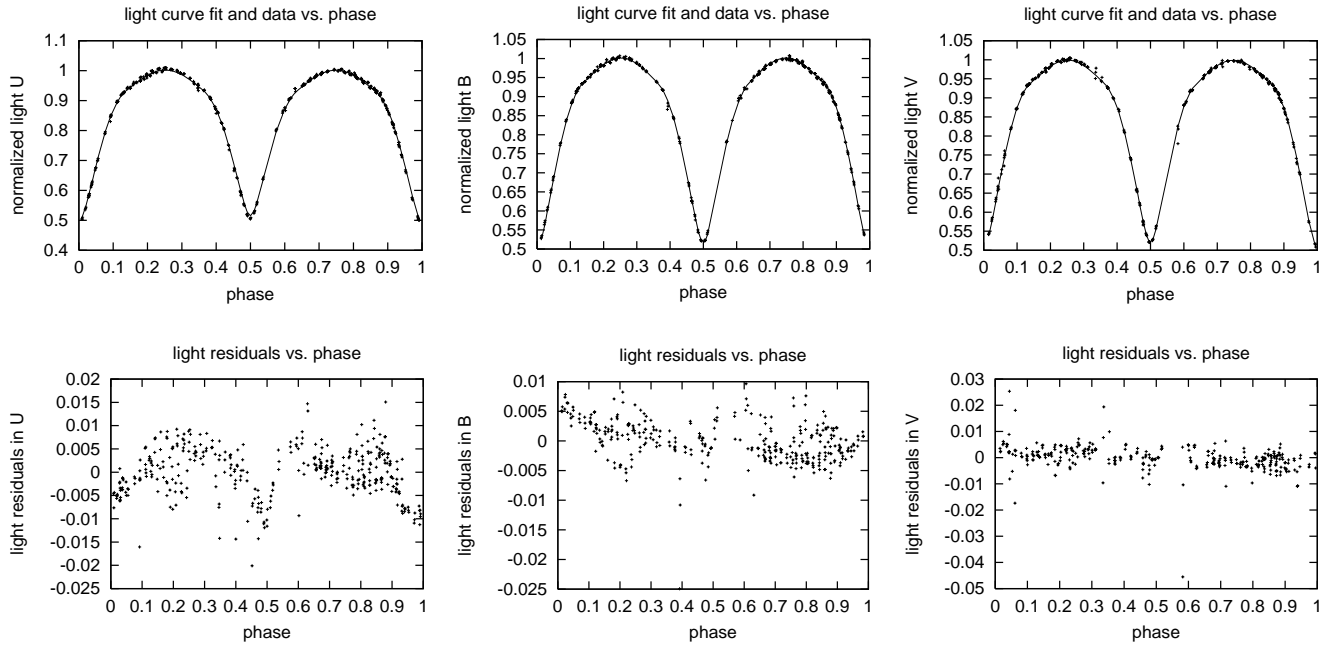 light curve fit and data vs. phase
normalized light U
1.1
1
0.9
0.8
0.7
0.6
0.5
0.4
0 0.1 0.2 0.3 0.4 0.5 0.6 0.7 0.8 0.9 1
phase
light curve fit and data vs. phase
normalized light B
1.05
1
0.95
0.9
0.85
0.8
0.75
0.7
0.65
0.6
0.55
0.5
0 0.1 0.2 0.3 0.4 0.5 0.6 0.7 0.8 0.9 1
phase
light curve fit and data vs. phase
normalized light V
1.05
1
0.95
0.9
0.85
0.8
0.75
0.7
0.65
0.6
0.55
0.5
0 0.1 0.2 0.3 0.4 0.5 0.6 0.7 0.8 0.9 1
phase
light residuals vs. phase
light residuals in U
0.02
0.015
0.01
0.005
0
-0.005
-0.01
-0.015
-0.02
-0.025
0 0.1 0.2 0.3 0.4 0.5 0.6 0.7 0.8 0.9 1
phase
light residuals vs. phase
light residuals in B
0.01
0.005
0
-0.005
-0.01
-0.015
-0.02
-0.025
0 0.1 0.2 0.3 0.4 0.5 0.6 0.7 0.8 0.9 1
phase
light residuals vs. phase
light residuals in V
0.03
0.02
0.01
0
-0.01
-0.02
-0.03
-0.04
-0.05
0 0.1 0.2 0.3 0.4 0.5 0.6 0.7 0.8 0.9 1
phase